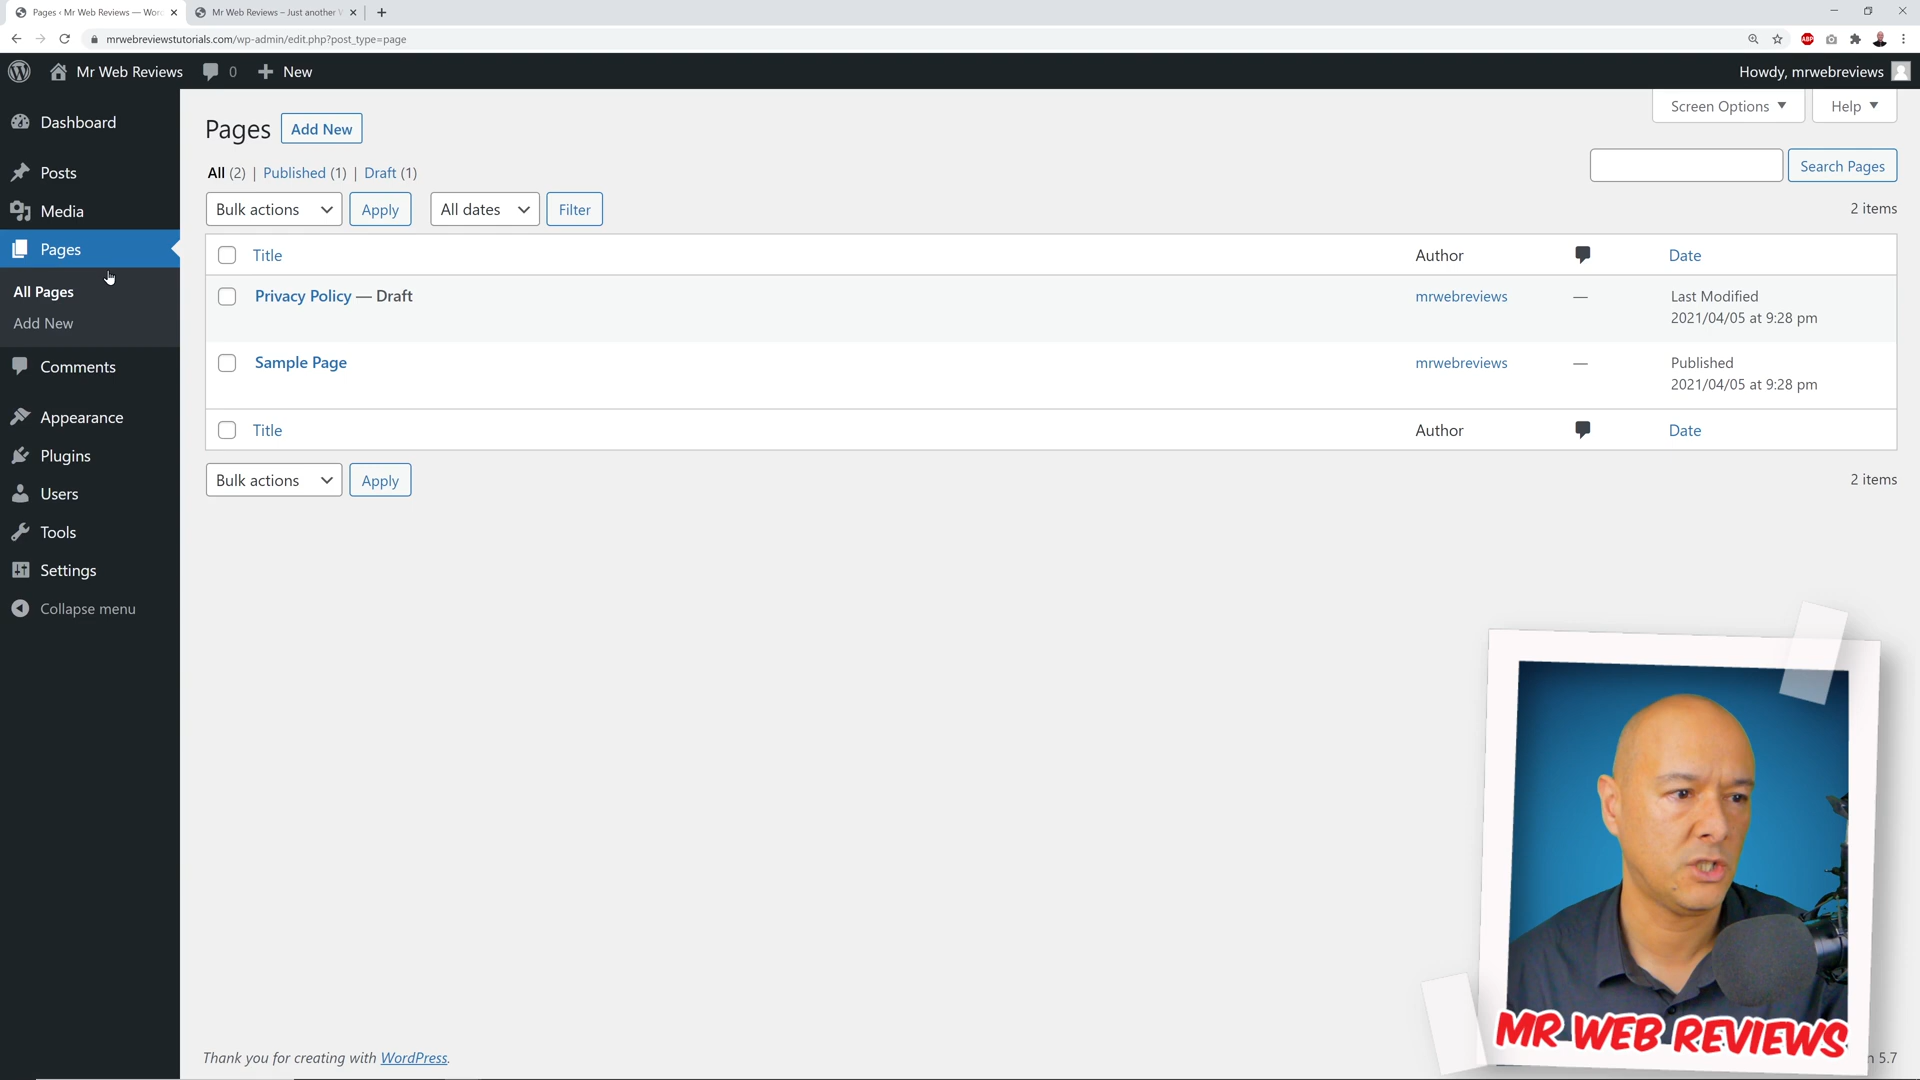 Pages ‹ Mr Web Reviews — Wor
Mr Web Reviews – Just another
mrwebreviewstutorials.com/wp-admin/edit.php?post_type=page
ABP
Mr Web Reviews 0 New
Howdy, mrwebreviews
Screen Options Help
Dashboard
Posts
Media
Pages
All Pages
Add New
Comments
Appearance
Plugins
Users
Tools
Settings
Collapse menu
Pages Add New
All (2) | Published (1) | Draft (1)
Search Pages
Bulk actions Apply All dates Filter
2 items
Title Author Date
Privacy Policy — Draft mrwebreviews — Last Modified
2021/04/05 at 9:28 pm
Sample Page mrwebreviews — Published
2021/04/05 at 9:28 pm
Title Author Date
Bulk actions Apply
2 items
Thank you for creating with WordPress.
n 5.7
MR WEB REVIEWS